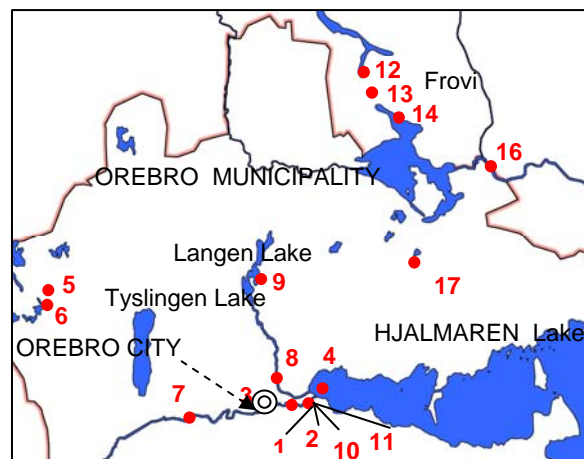 12
Frovi
13
14
16
OREBRO MUNICIPALITY
Langen Lake
17
9
5
Tyslingen Lake
6
HJALMAREN Lake
OREBRO CITY
8
4
3
7
1
2
10
11